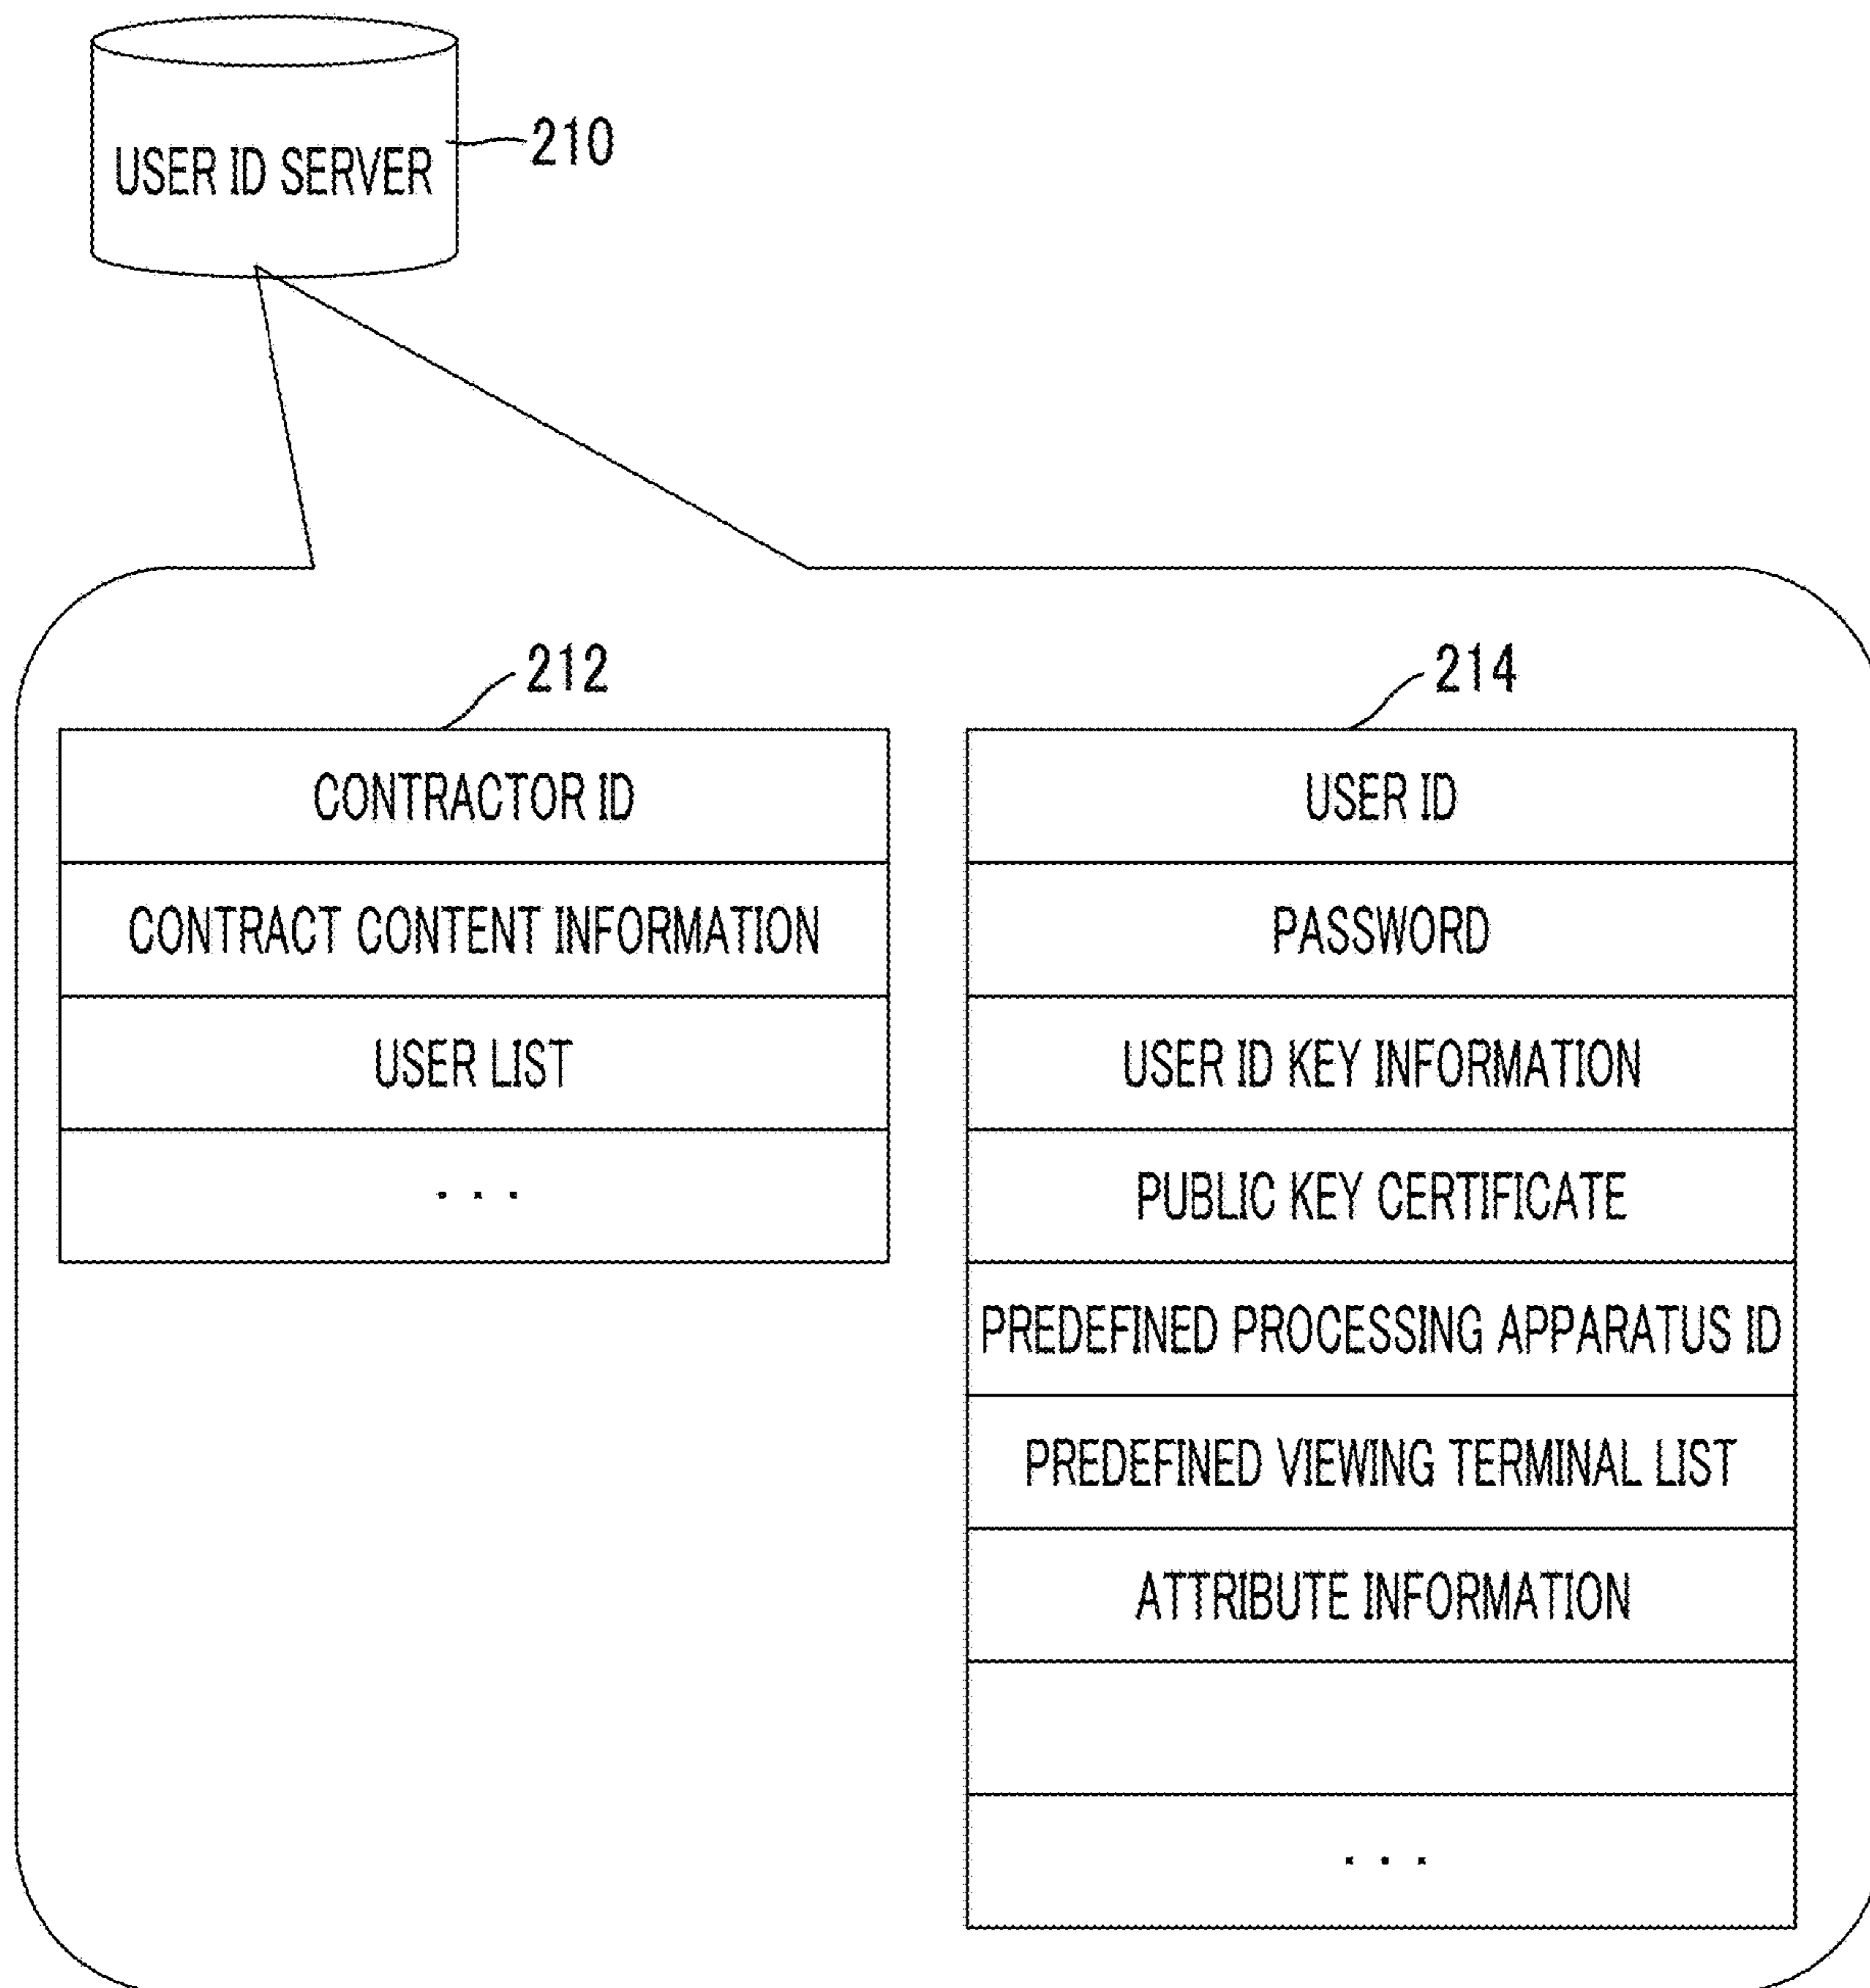 USER ID SERVER
210
212
CONTRACTOR ID
CONTRACT CONTENT INFORMATION
USER LIST
...
214
USER ID
PASSWORD
USER ID KEY INFORMATION
PUBLIC KEY CERTIFICATE
PREDEFINED PROCESSING APPARATUS ID
PREDEFINED VIEWING TERMINAL LIST
ATTRIBUTE INFORMATION
...